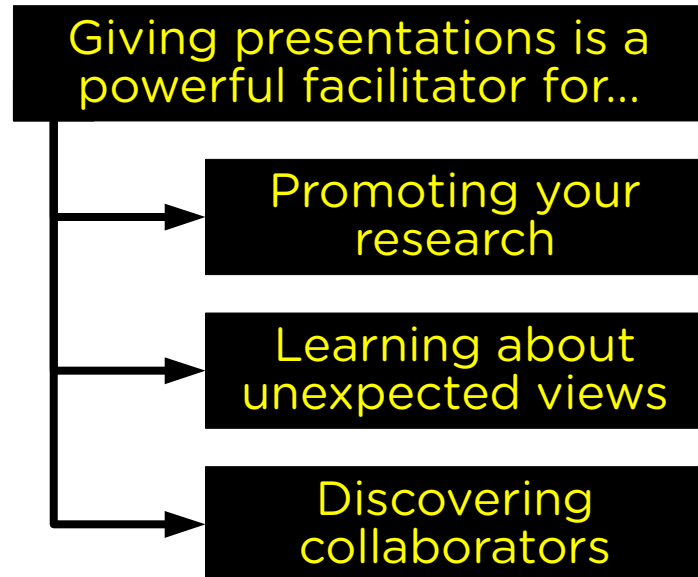 Giving presentations is a
powerful facilitator for...
Promoting your
research
Learning about
unexpected views
Discovering
collaborators